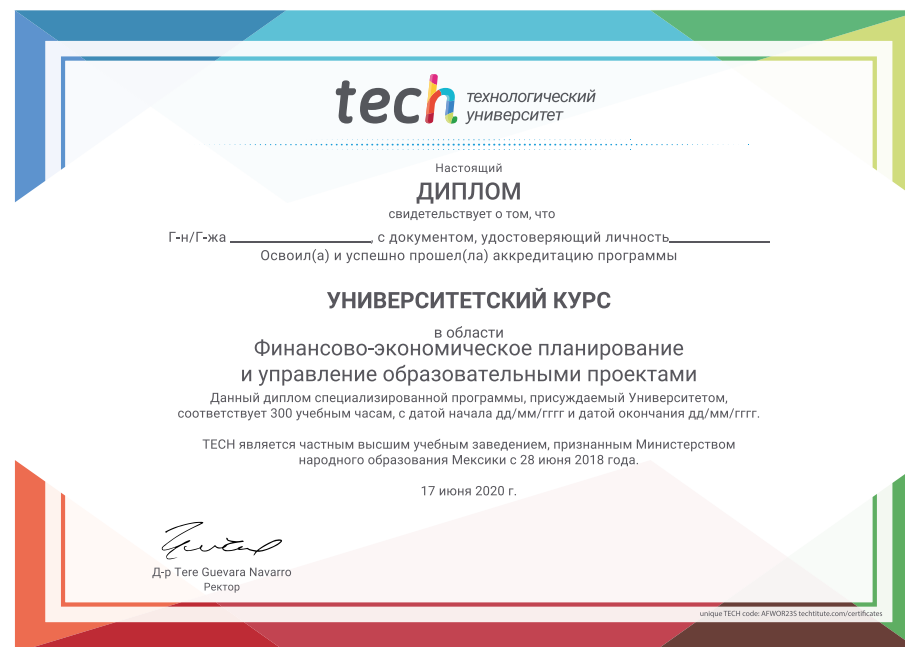 tech технологический
университет
Настоящий
ДИПЛОМ
свидетельствует о том, что
Г-н/Г-жа ____________________, с документом, удостоверяющий личность______________
Освоил(а) и успешно прошел(ла) аккредитацию программы
УНИВЕРСИТЕТСКИЙ КУРС
в области
Финансово-экономическое планирование
и управление образовательными проектами
Данный диплом специализированной программы, присуждаемый Университетом,
соответствует 300 учебным часам, с датой начала дд/мм/гггг и датой окончания дд/мм/гггг.
TECH является частным высшим учебным заведением, признанным Министерством
народного образования Мексики с 28 июня 2018 года.
17 июня 2020 г.
Д-р Tere Guevara Navarro
Ректор
unique TECH code: AFWOR23S techtitute.com/certificates